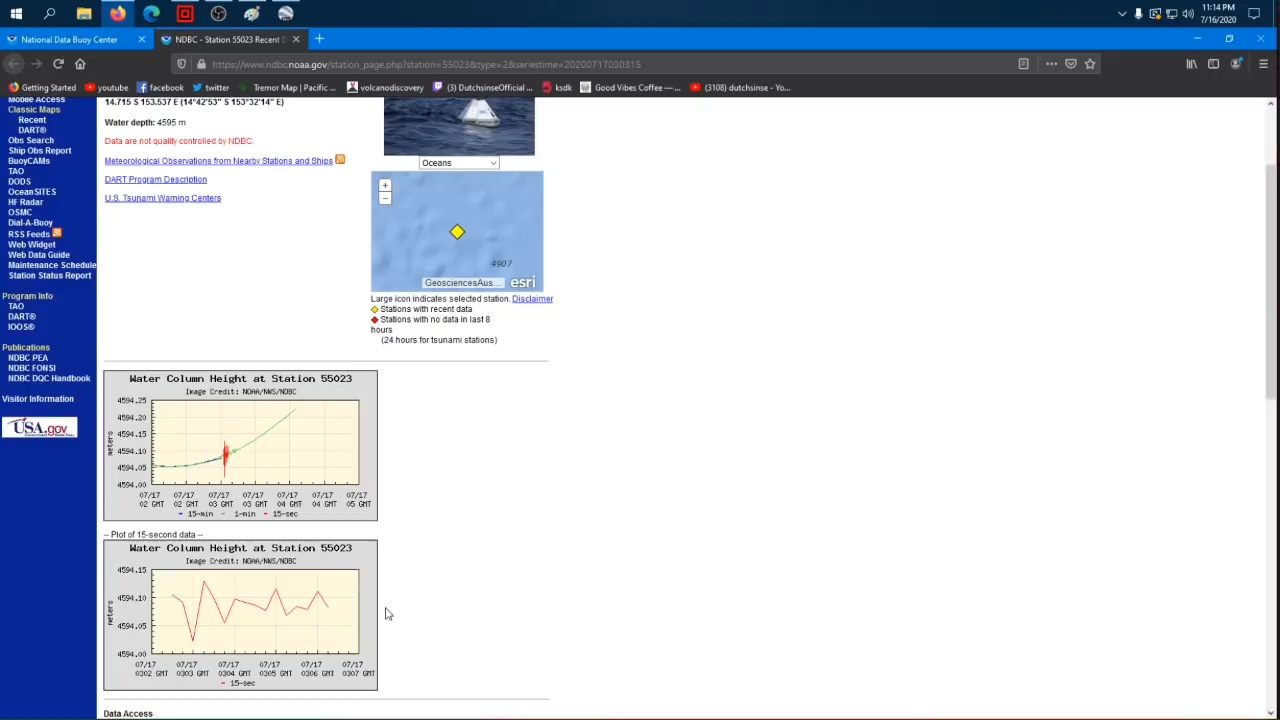 11:14 PM
7/16/2020
National Data Buoy Center
NDBC - Station 55023 Recent D
https://www.ndbc.noaa.gov/station_page.php?station=55023&type=2&seriestime=20200717030315
Getting Started
youtube
facebook
twitter
Tremor Map | Pacific ...
volcanodiscovery
(3) DutchsinseOfficial ...
ksdk
Good Vibes Coffee — ...
(3108) dutchsinse - Yo...
Mobile Access
Classic Maps
Recent
DART®
Obs Search
Ship Obs Report
BuoyCAMs
TAO
DODS
OceanSITES
HF Radar
OSMC
Dial-A-Buoy
RSS Feeds
Web Widget
Web Data Guide
Maintenance Schedule
Station Status Report
Program Info
TAO
DART®
IOOS®
Publications
NDBC PEA
NDBC FONSI
NDBC DQC Handbook
Visitor Information
USA.gov
14.715 S 153.537 E (14°42'53" S 153°32'14" E)
Water depth: 4595 m
Data are not quality controlled by NDBC.
Meteorological Observations from Nearby Stations and Ships
DART Program Description
U.S. Tsunami Warning Centers
Oceans
+
−
4907
GeosciencesAus...
esri
Large icon indicates selected station. Disclaimer
Stations with recent data
Stations with no data in last 8
hours
(24 hours for tsunami stations)
Water Column Height at Station 55023
Image Credit: NOAA/NWS/NDBC
4594.25
4594.20
4594.15
4594.10
4594.05
4594.00
meters
07/17 07/17 07/17 07/17 07/17 07/17 07/17
02 GMT 02 GMT 03 GMT 03 GMT 04 GMT 04 GMT 05 GMT
15-min 1-min 15-sec
-- Plot of 15-second data --
Water Column Height at Station 55023
Image Credit: NOAA/NWS/NDBC
4594.15
4594.10
4594.05
4594.00
meters
07/17 07/17 07/17 07/17 07/17 07/17
0302 GMT 0303 GMT 0304 GMT 0305 GMT 0306 GMT 0307 GMT
15-sec
Data Access